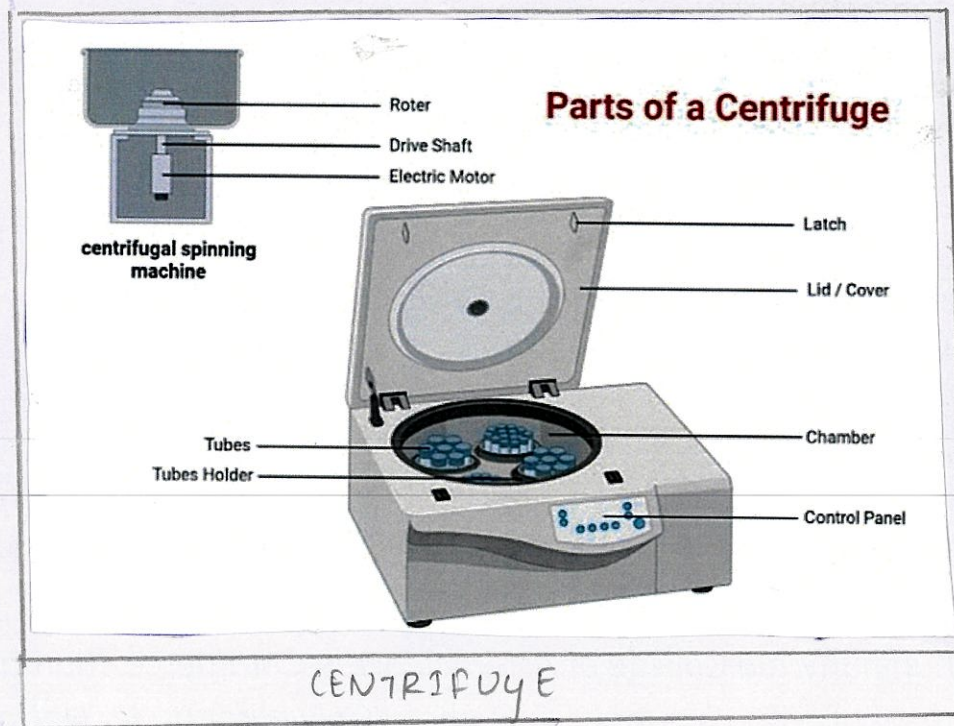 Parts of a Centrifuge
Roter
Drive Shaft
Electric Motor
centrifugal spinning
machine
Latch
Lid / Cover
Tubes
Tubes Holder
Chamber
Control Panel
CENTRIFUGE